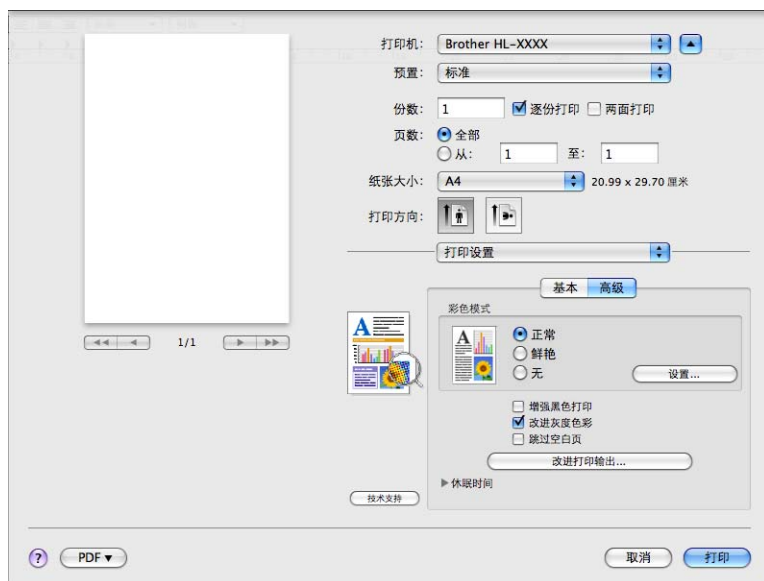 打印机： Brother HL-XXXX
预置： 标准
份数： 1 逐份打印 两面打印
页数： 全部
从： 1 至： 1
纸张大小： A4 20.99 x 29.70 厘米
打印方向：
打印设置
基本 高级
彩色模式
正常
鲜艳
无
设置...
增强黑色打印
改进灰度色彩
跳过空白页
改进打印输出...
休眠时间
技术支持
1/1
? PDF 取消 打印